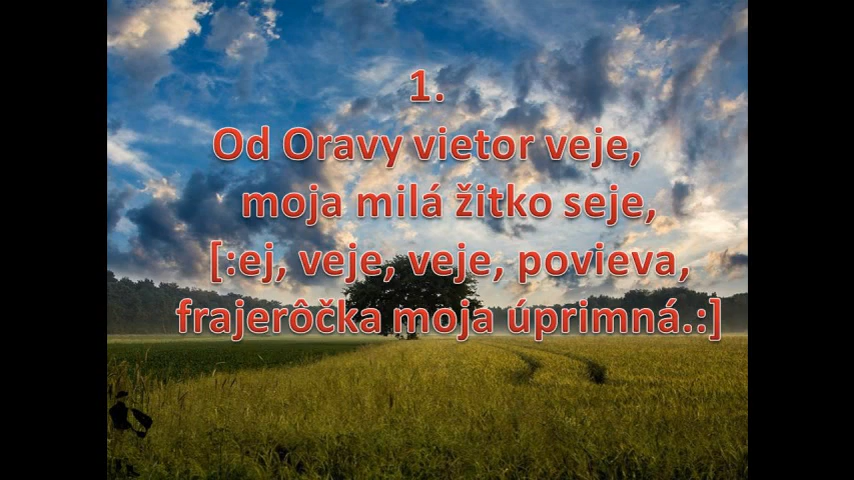 1.
Od Oravy vietor veje,
moja milá žitko seje,
[:ej, veje, veje, povieva,
frajerôčka moja úprimná.:]